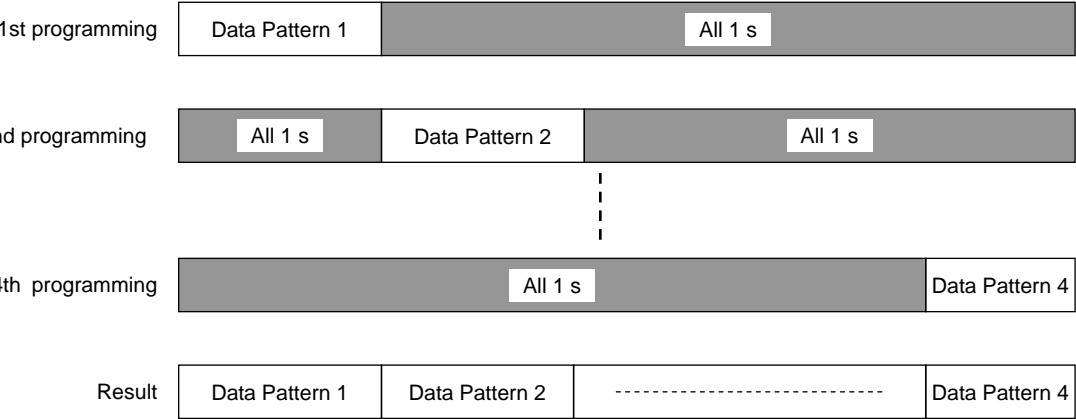 1st programming Data Pattern 1 All 1 s
nd programming All 1 s Data Pattern 2 All 1 s
4th programming All 1 s Data Pattern 4
Result Data Pattern 1 Data Pattern 2 Data Pattern 4